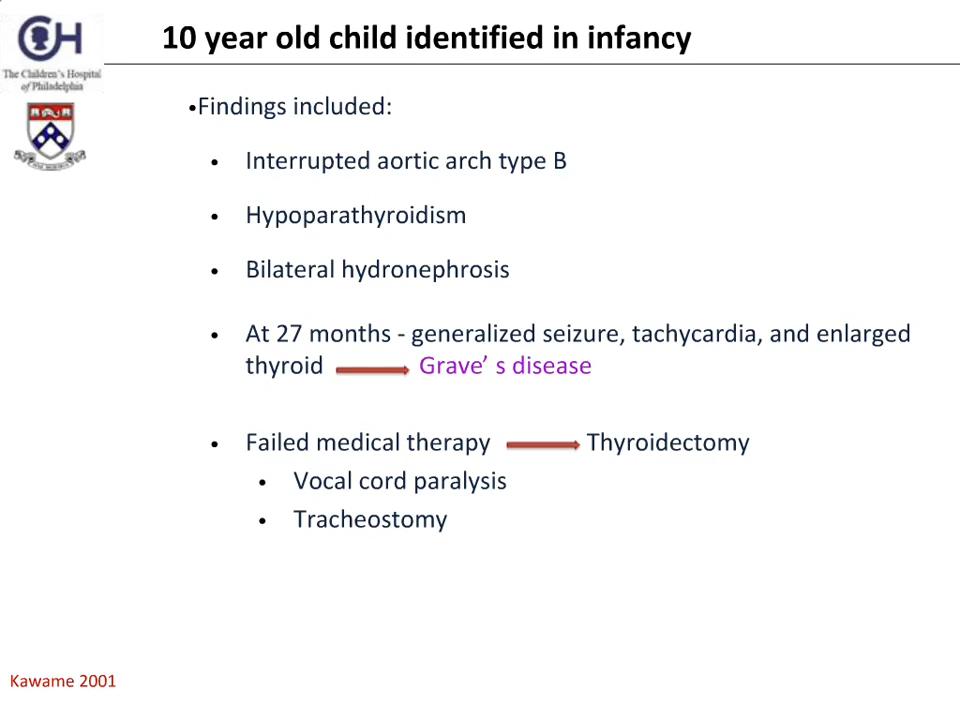 10 year old child identified in infancy
The Children's Hospital
of Philadelphia
•Findings included:
• Interrupted aortic arch type B
• Hypoparathyroidism
• Bilateral hydronephrosis
• At 27 months - generalized seizure, tachycardia, and enlarged
thyroid Grave' s disease
• Failed medical therapy Thyroidectomy
• Vocal cord paralysis
• Tracheostomy
Kawame 2001